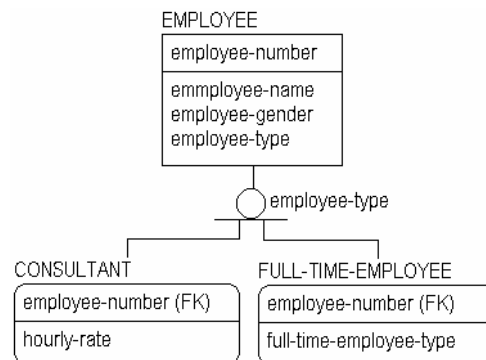 EMPLOYEE
employee-number
emmployee-name
employee-gender
employee-type
employee-type
CONSULTANT
employee-number (FK)
hourly-rate
FULL-TIME-EMPLOYEE
employee-number (FK)
full-time-employee-type